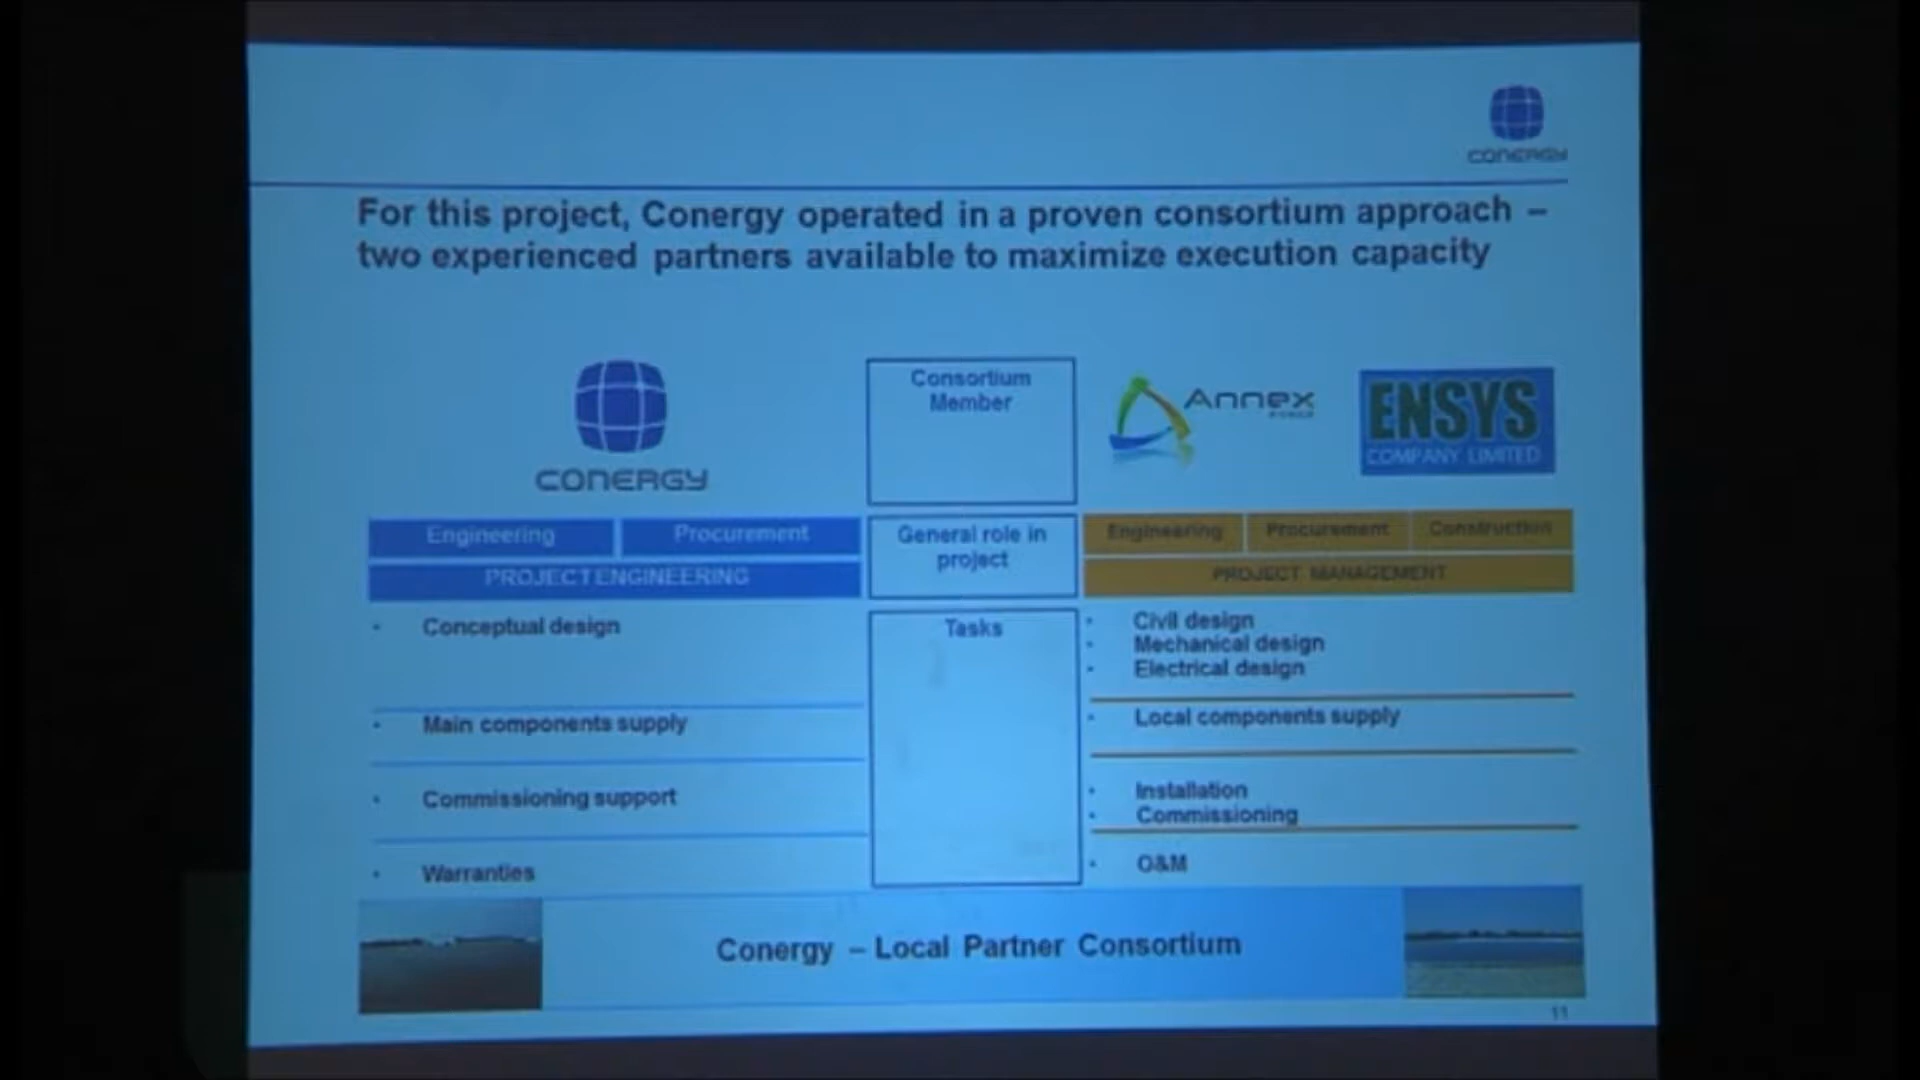 CONERGY
For this project, Conergy operated in a proven consortium approach –
two experienced partners available to maximize execution capacity
CONERGY
Consortium
Member
Annex
POWER
ENSYS
COMPANY LIMITED
Engineering
Procurement
PROJECT ENGINEERING
General role in
project
Engineering
Procurement
Construction
PROJECT MANAGEMENT
Tasks
• Conceptual design
• Main components supply
• Commissioning support
• Warranties
• Civil design
• Mechanical design
• Electrical design
• Local components supply
• Installation
• Commissioning
• O&M
Conergy – Local Partner Consortium
11